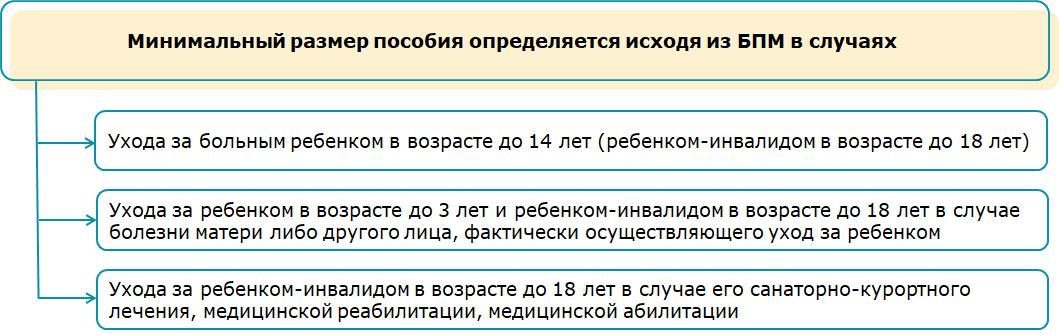 Минимальный размер пособия определяется исходя из БПМ в случаях
Ухода за больным ребенком в возрасте до 14 лет (ребенком-инвалидом в возрасте до 18 лет)
Ухода за ребенком в возрасте до 3 лет и ребенком-инвалидом в возрасте до 18 лет в случае
болезни матери либо другого лица, фактически осуществляющего уход за ребенком
Ухода за ребенком-инвалидом в возрасте до 18 лет в случае его санаторно-курортного
лечения, медицинской реабилитации, медицинской абилитации